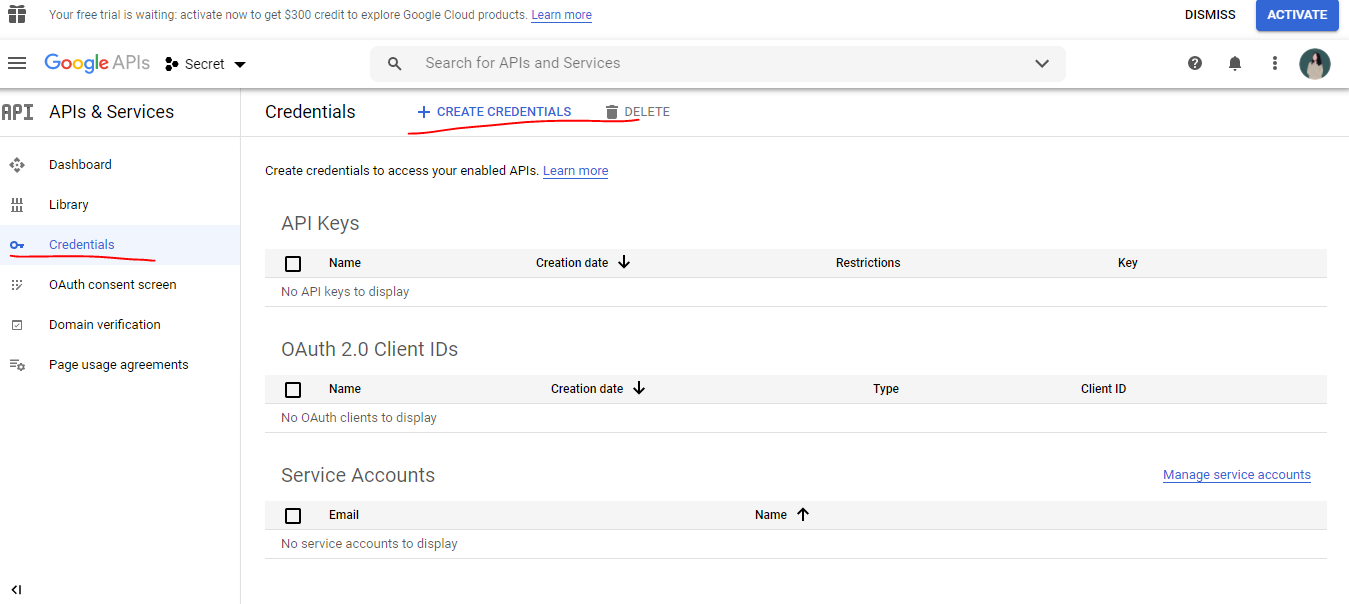 Your free trial is waiting: activate now to get $300 credit to explore Google Cloud products. Learn more DISMISS ACTIVATE
Google APIs Secret Search for APIs and Services
API APIs & Services Credentials CREATE CREDENTIALS DELETE
Dashboard
Create credentials to access your enabled APIs. Learn more
Library
API Keys
Credentials
Name Creation date Restrictions Key
OAuth consent screen
No API keys to display
Domain verification
OAuth 2.0 Client IDs
Page usage agreements
Name Creation date Type Client ID
No OAuth clients to display
Service Accounts Manage service accounts
Email Name
No service accounts to display